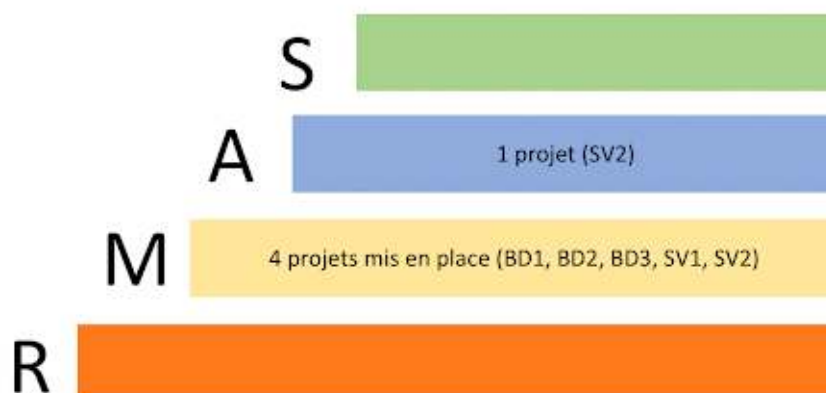 S
A
1 projet (SV2)
M
4 projets mis en place (BD1, BD2, BD3, SV1, SV2)
R